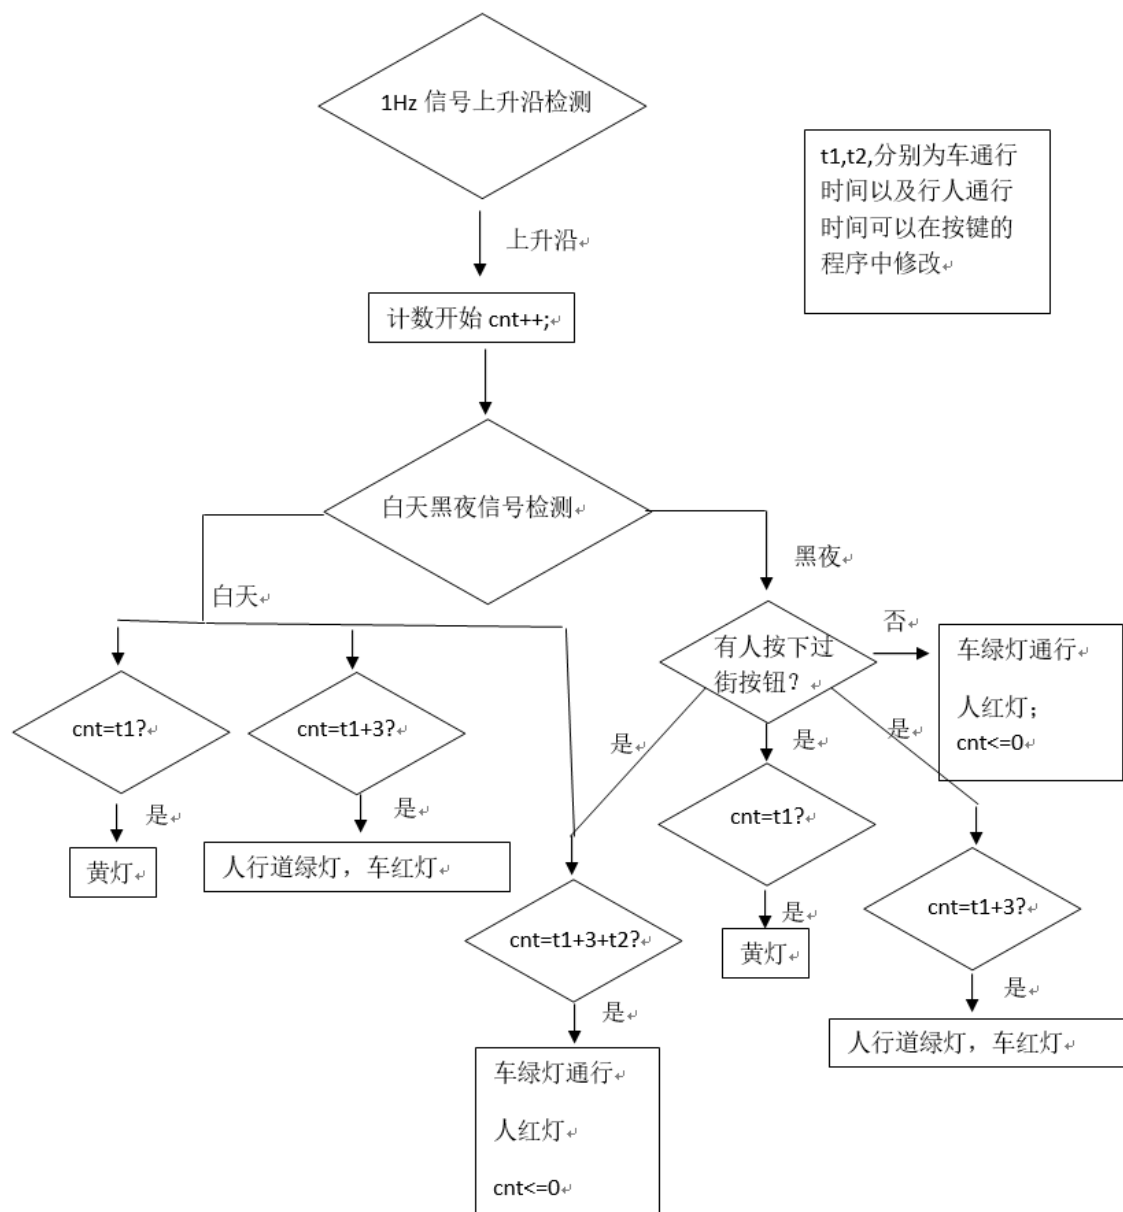 1Hz 信号上升沿检测
t1,t2,分别为车通行
时间以及行人通行
时间可以在按键的
程序中修改
上升沿
计数开始 cnt++;
白天黑夜信号检测
黑夜
白天
有人按下过
街按钮？
否
车绿灯通行
人红灯；
cnt<=0
cnt=t1?
cnt=t1+3?
是
是
是
cnt=t1?
是
是
黄灯
人行道绿灯，车红灯
cnt=t1+3?
cnt=t1+3+t2?
是
黄灯
是
是
人行道绿灯，车红灯
车绿灯通行
人红灯
cnt<=0